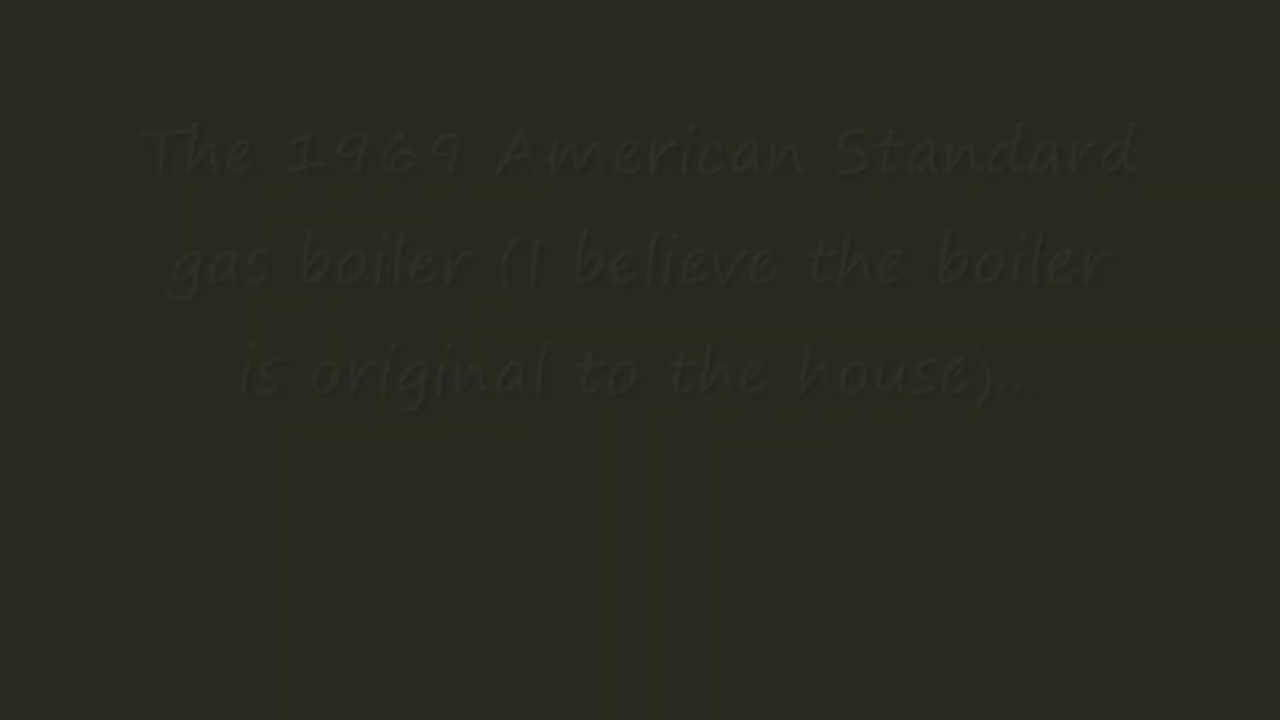 The 1969 American Standard
gas boiler (I believe the boiler
is original to the house)...